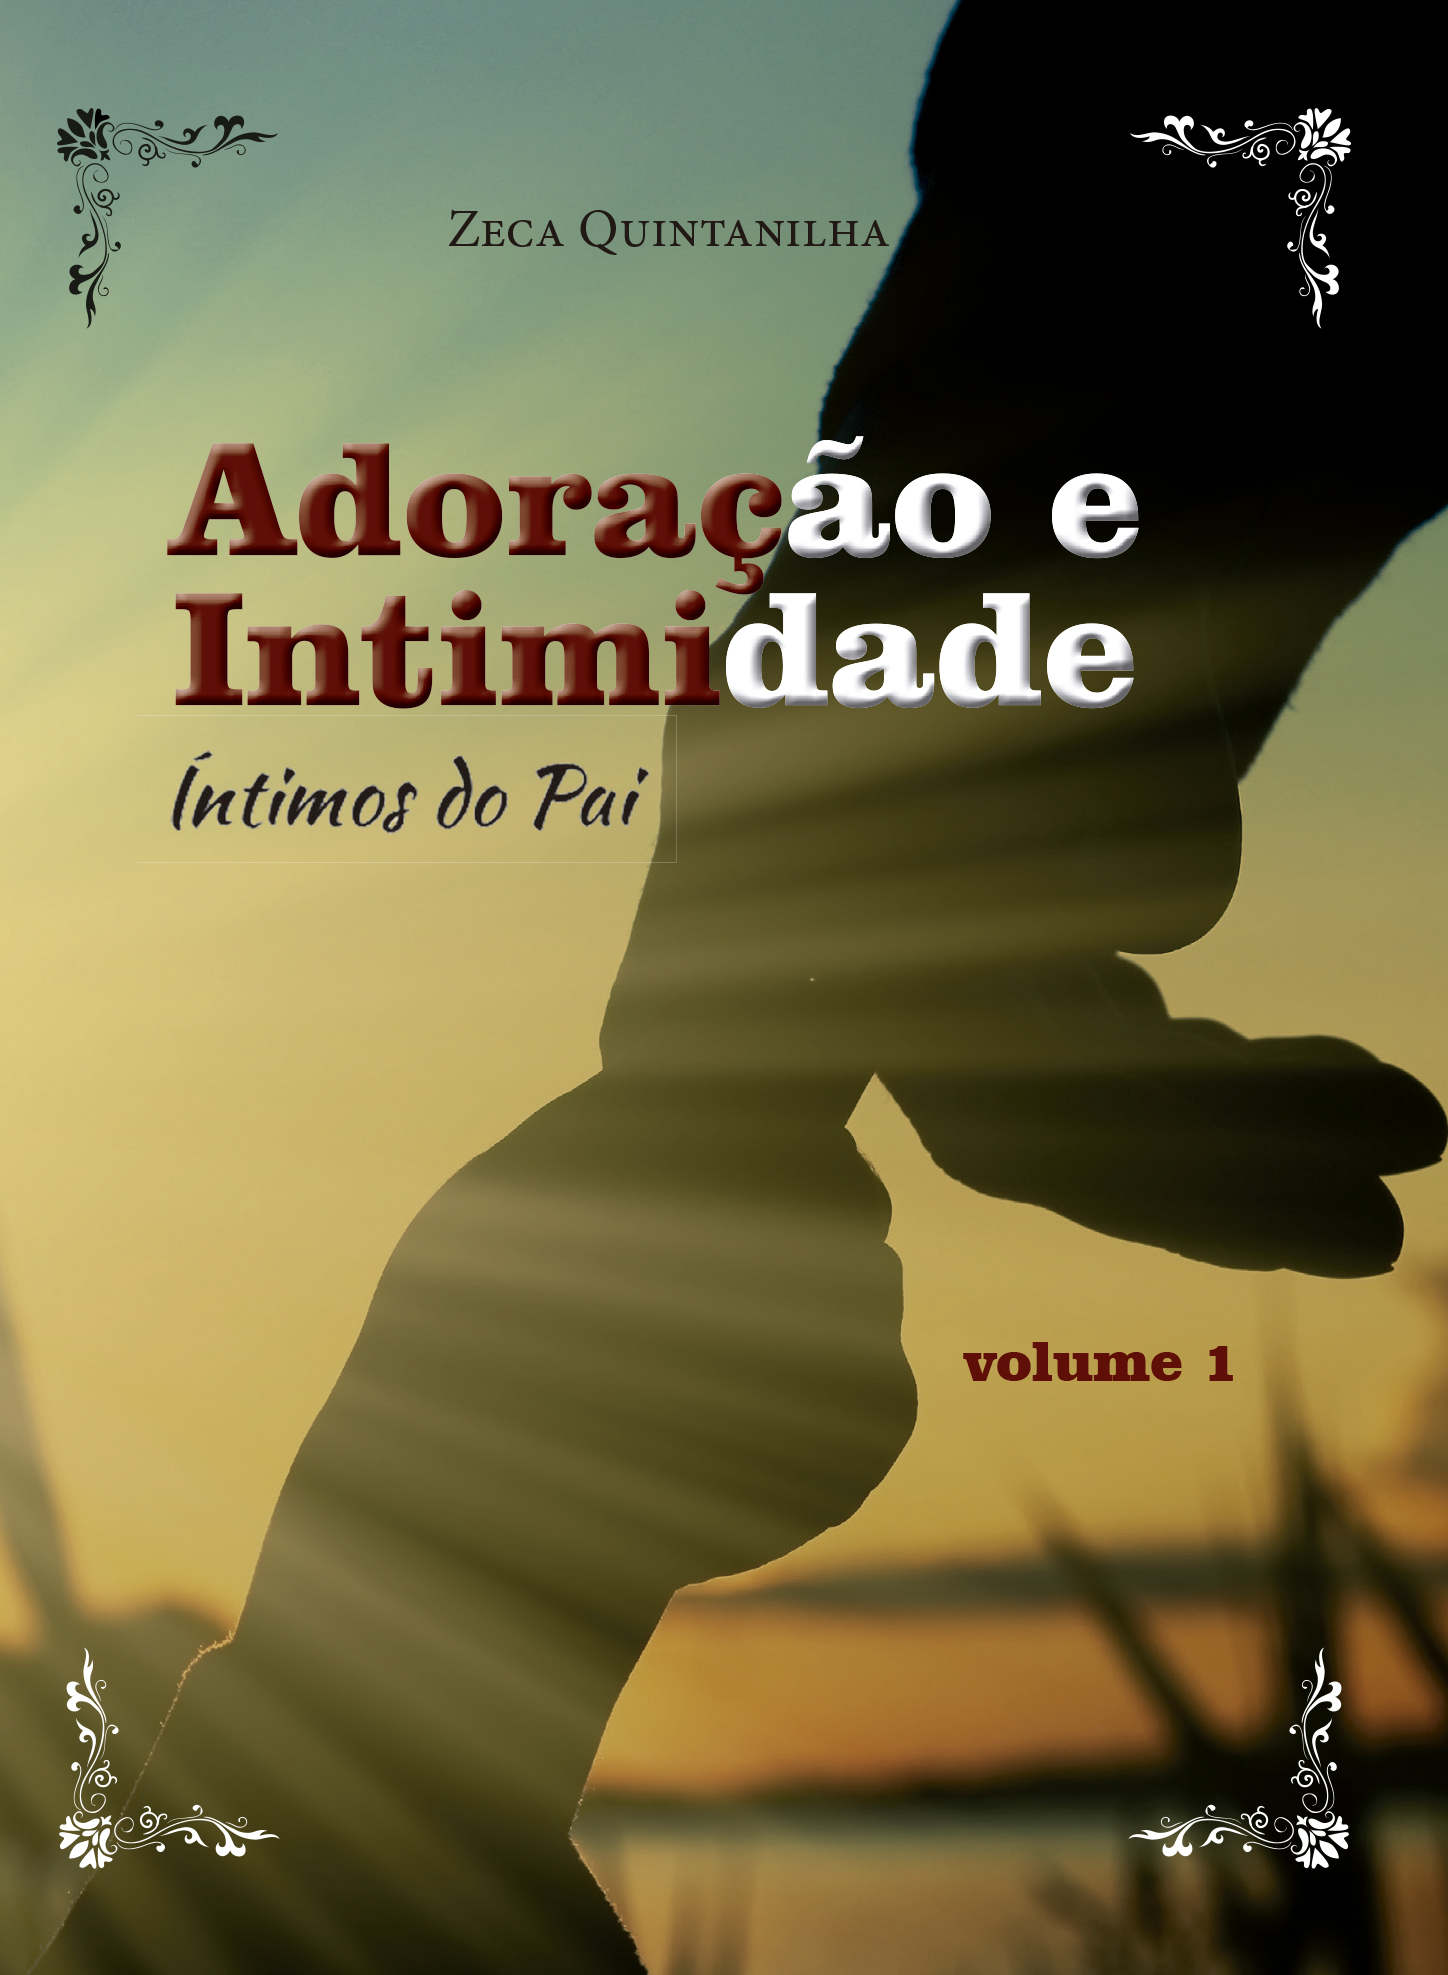 Zeca Quintanilha
Adoração e
Intimidade
Íntimos do Pai
volume 1